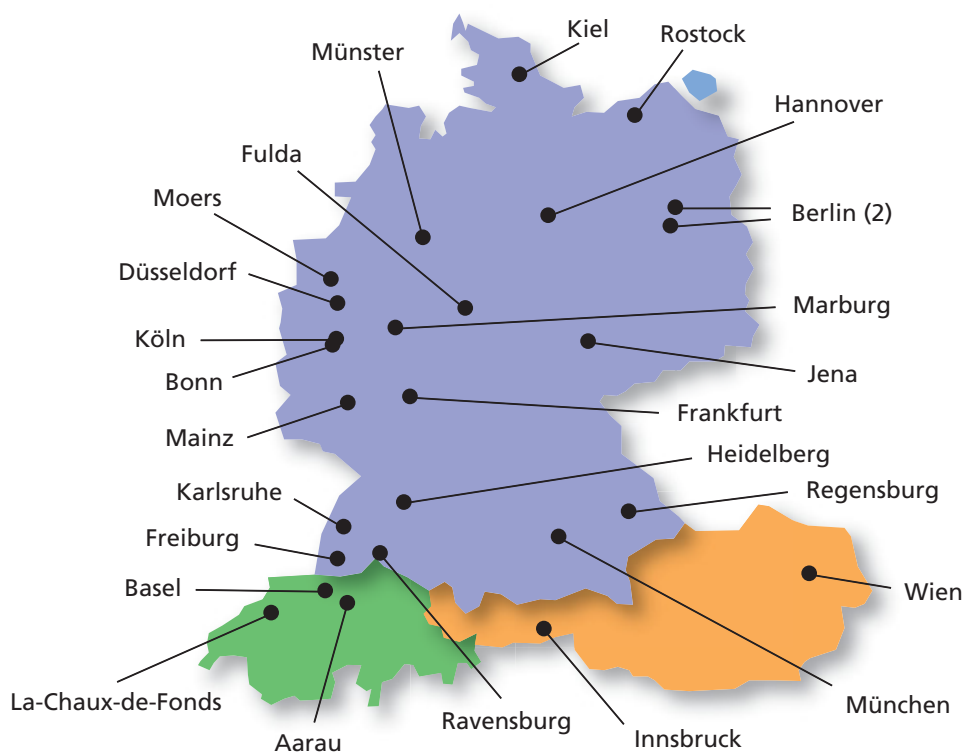 Kiel
Rostock
Münster
Hannover
Fulda
Moers
Berlin (2)
Düsseldorf
Marburg
Köln
Bonn
Jena
Frankfurt
Mainz
Heidelberg
Karlsruhe
Regensburg
Freiburg
Basel
Wien
La-Chaux-de-Fonds
München
Ravensburg
Innsbruck
Aarau